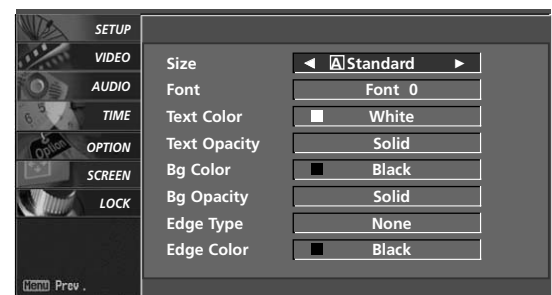 SETUP
VIDEO
AUDIO
TIME
OPTION
SCREEN
LOCK
Option
Menu Prev .
Size ◄ A Standard ►
Font Font 0
Text Color White
Text Opacity Solid
Bg Color Black
Bg Opacity Solid
Edge Type None
Edge Color Black